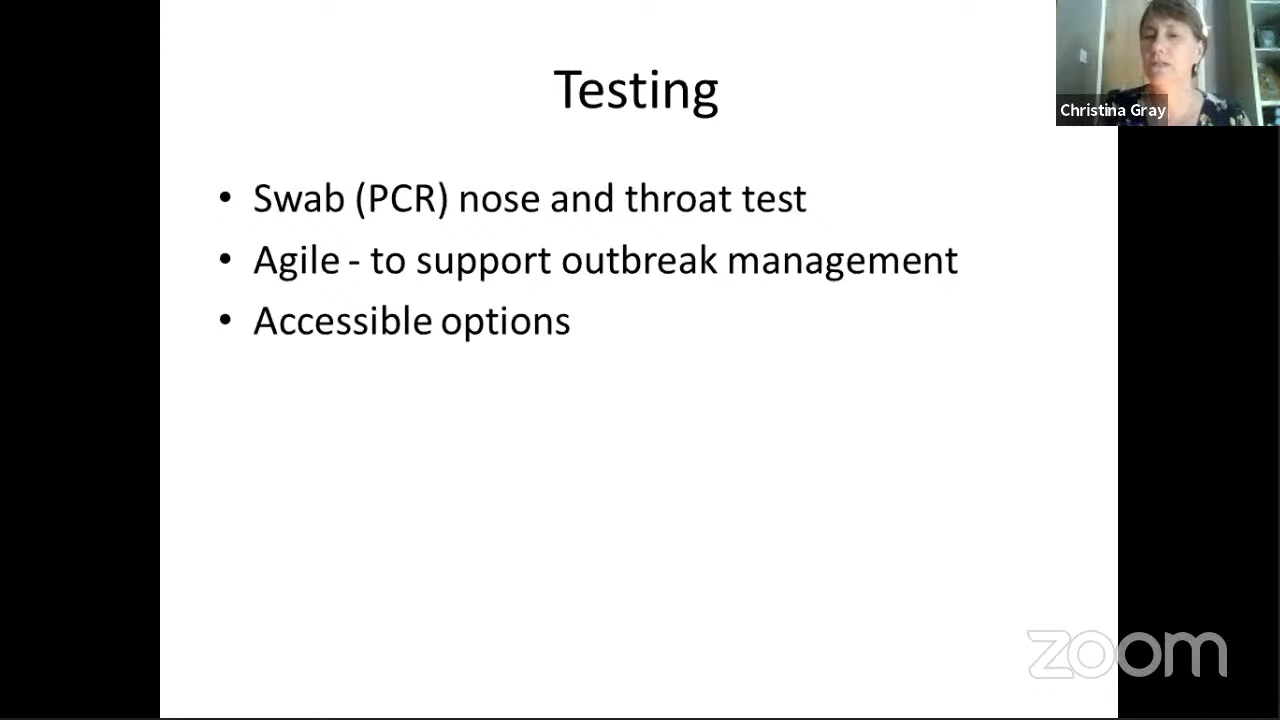 Testing
Christina Gray
• Swab (PCR) nose and throat test
• Agile - to support outbreak management
• Accessible options
zoom